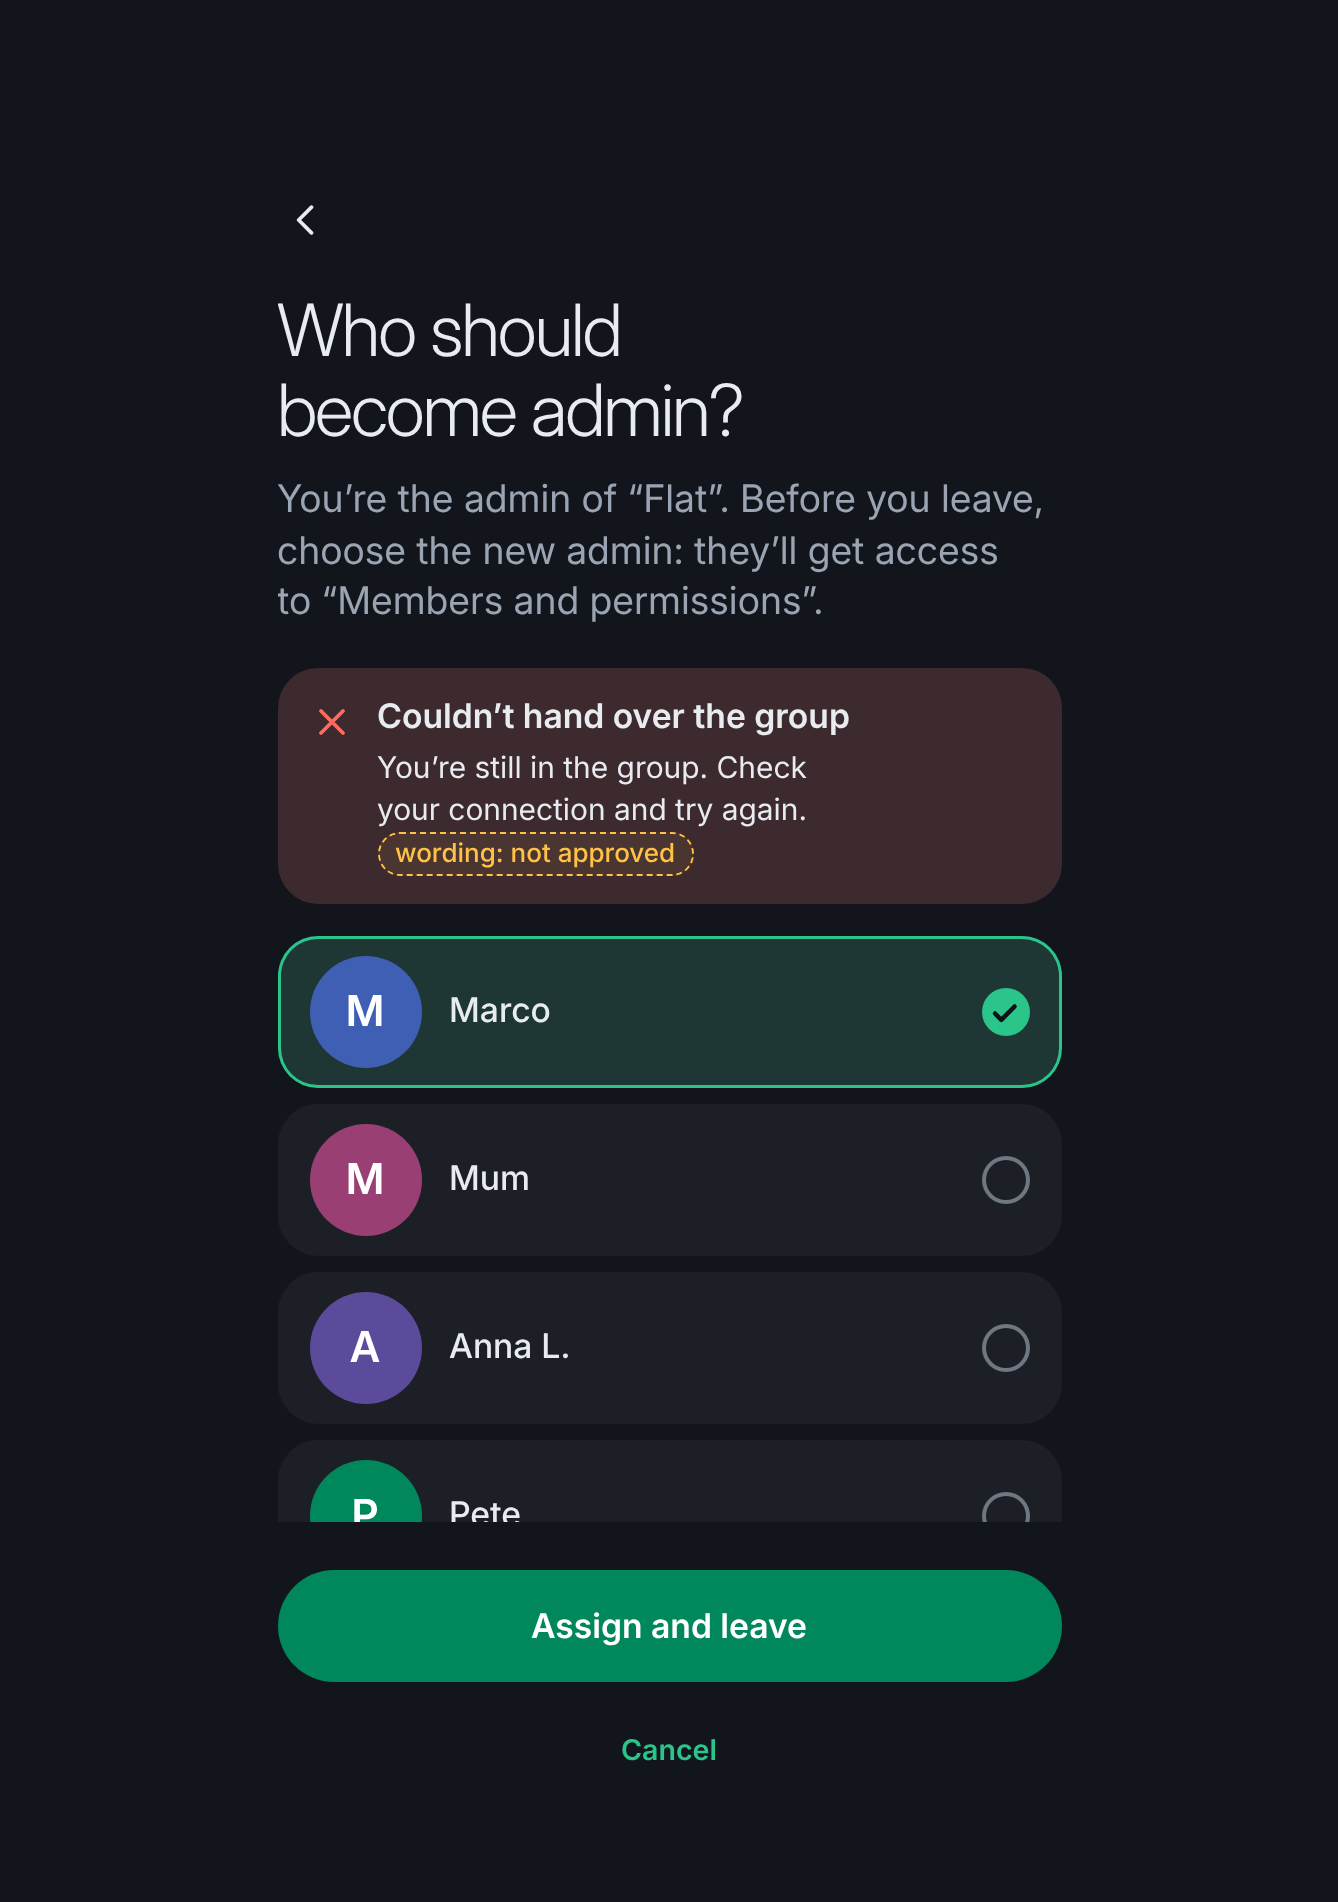 Who should
become admin?
You’re the admin of “Flat”. Before you leave,
choose the new admin: they’ll get access
to “Members and permissions”.
Couldn’t hand over the group
You’re still in the group. Check
your connection and try again.
wording: not approved
M
Marco
M
Mum
A
Anna L.
P
Pete
Assign and leave
Cancel